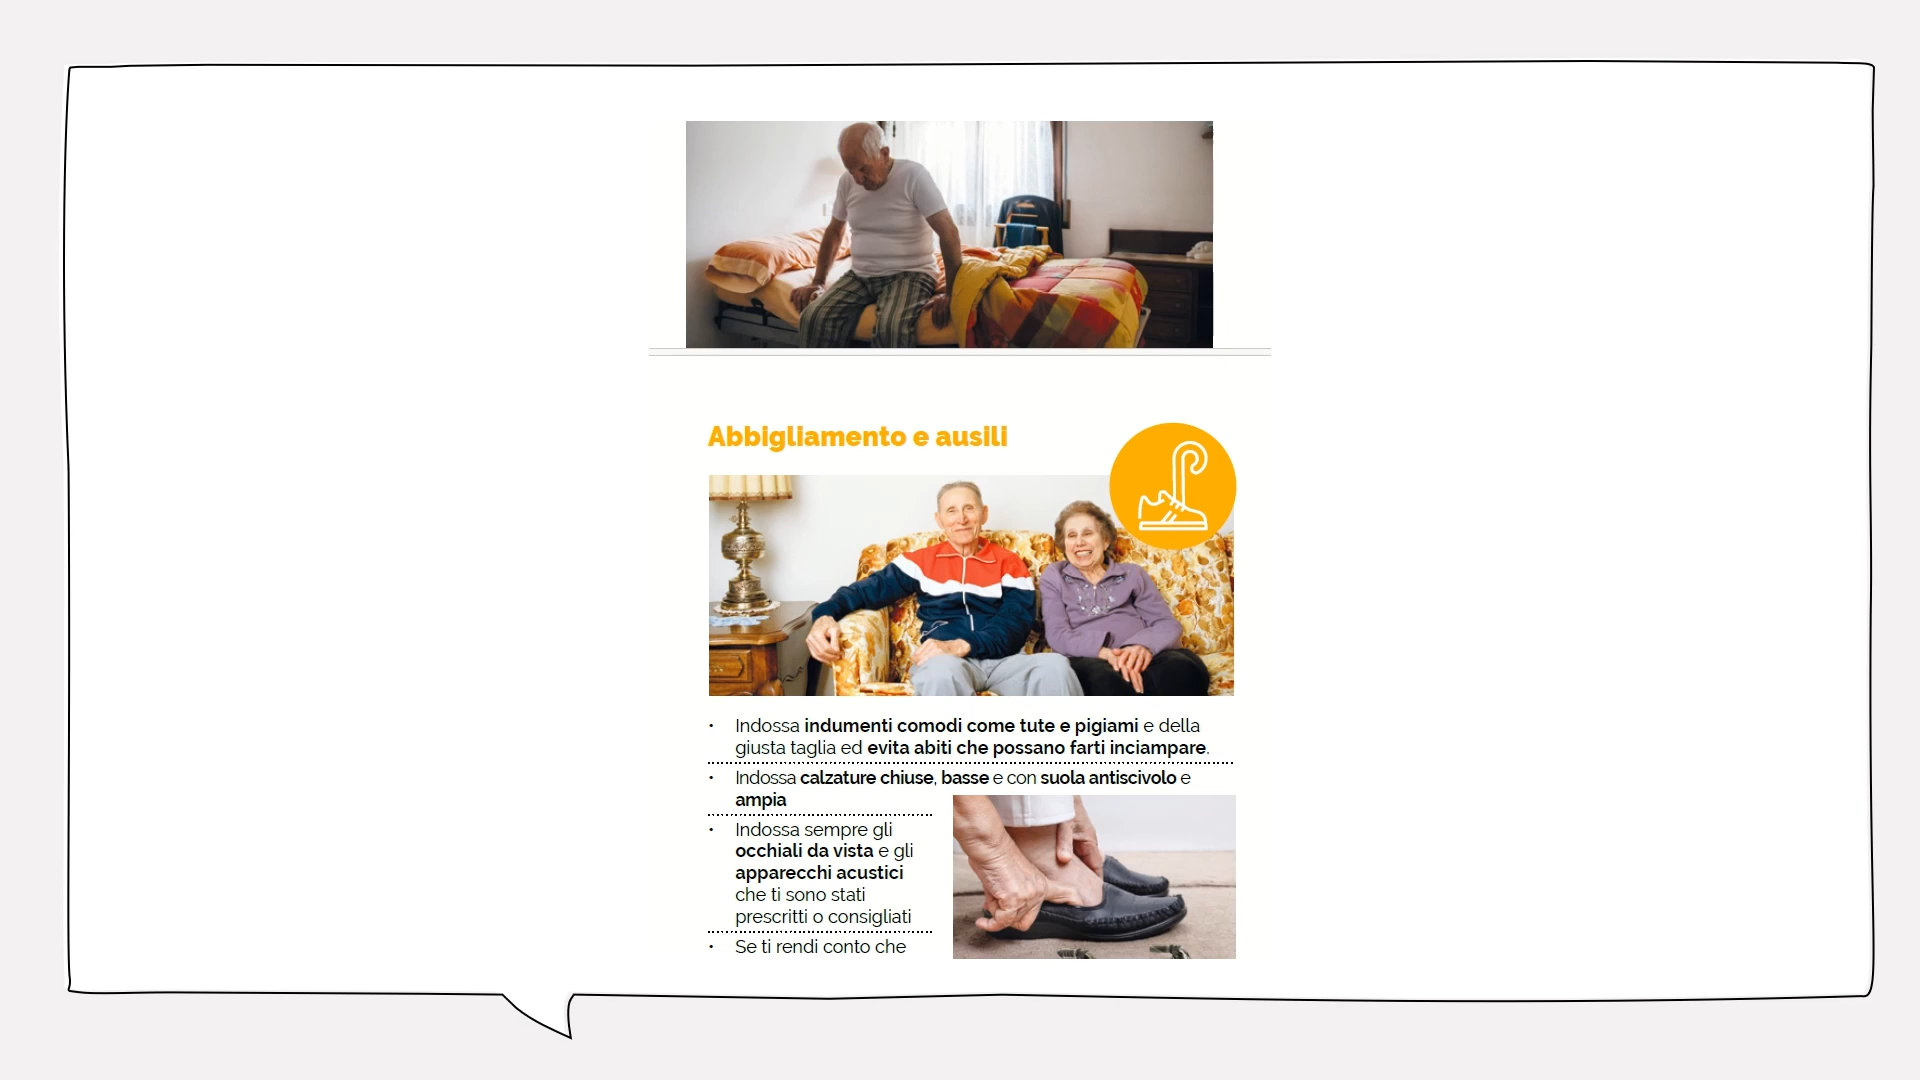 Abbigliamento e ausili
• Indossa indumenti comodi come tute e pigiami e della
giusta taglia ed evita abiti che possano farti inciampare.
• Indossa calzature chiuse, basse e con suola antiscivolo e
ampia
• Indossa sempre gli
occhiali da vista e gli
apparecchi acustici
che ti sono stati
prescritti o consigliati
• Se ti rendi conto che